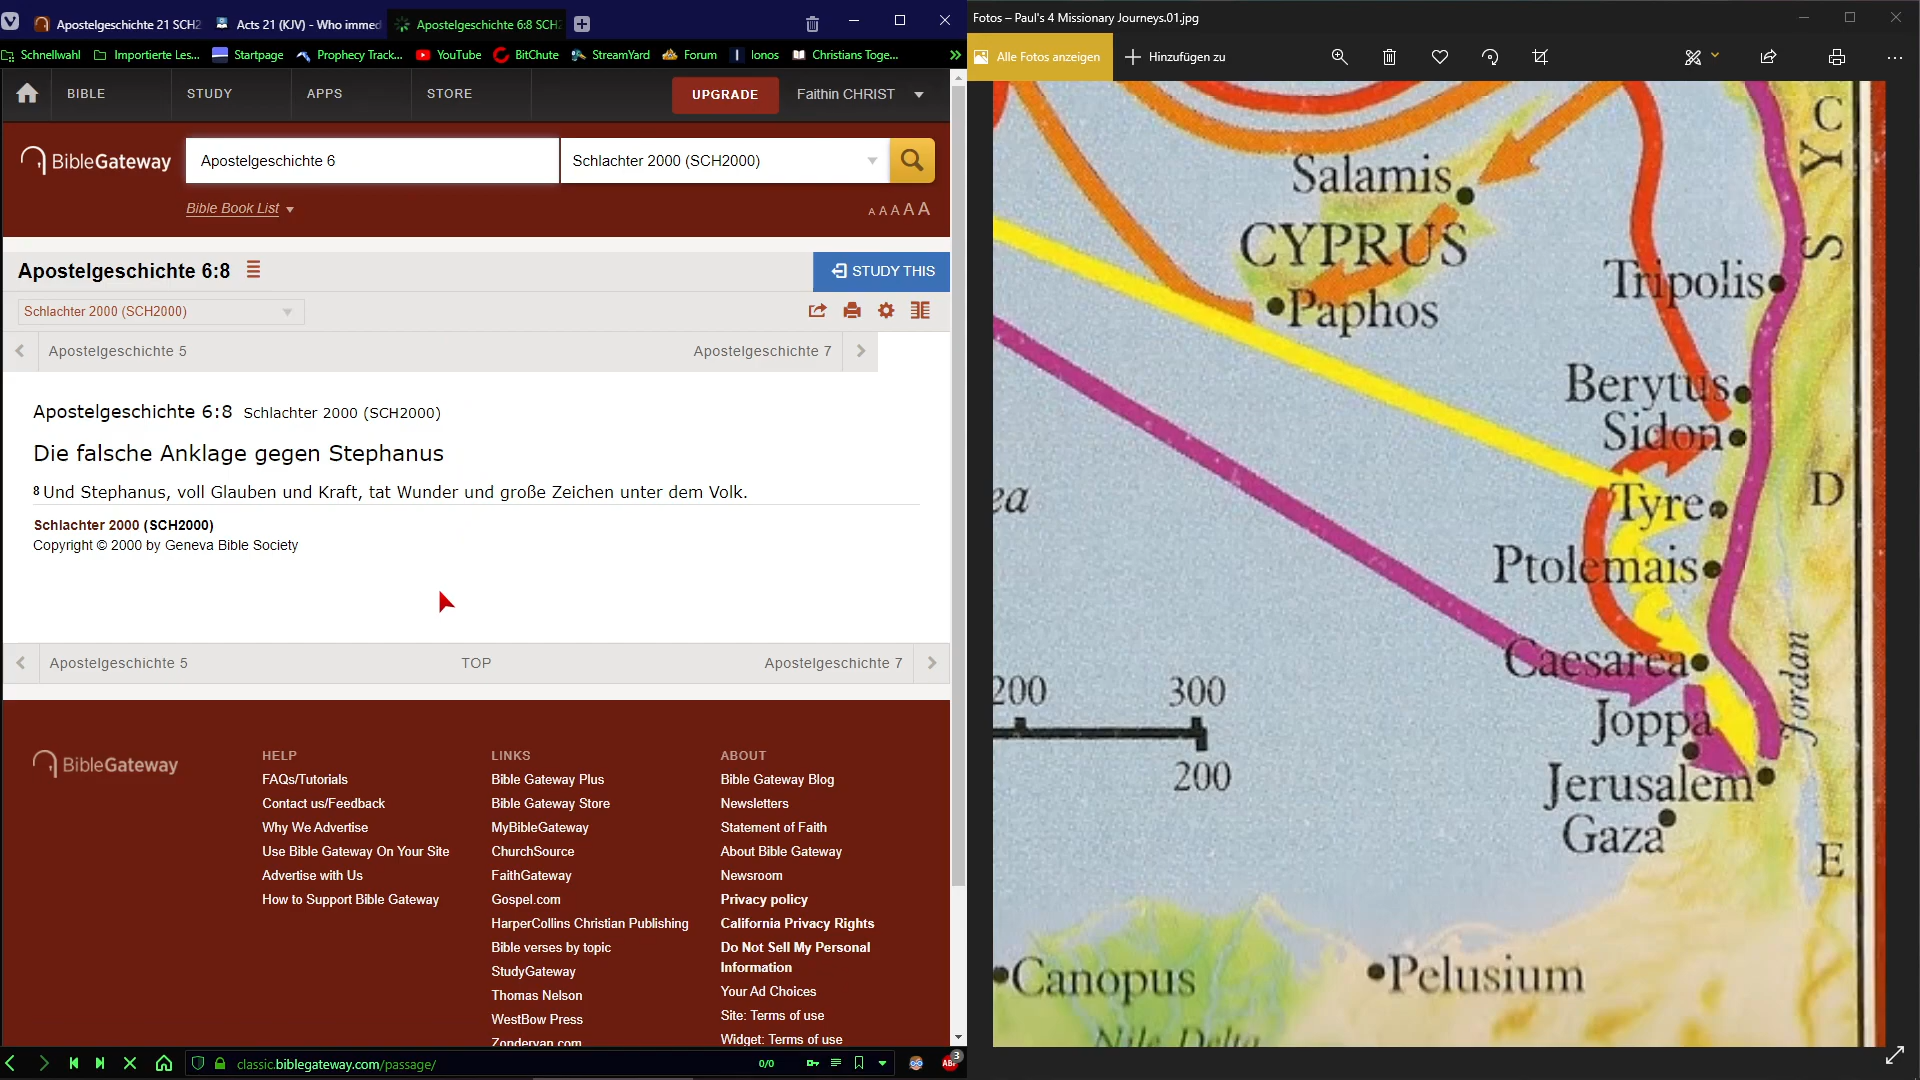 Apostelgeschichte 21 SCH2
Acts 21 (KJV) - Who immed
Apostelgeschichte 6:8 SCH
Schnellwahl
Importierte Les...
Startpage
Prophecy Track...
YouTube
BitChute
StreamYard
Forum
Ionos
Christians Toge...
BIBLE
STUDY
APPS
STORE
UPGRADE
Faithin CHRIST
BibleGateway
Apostelgeschichte 6
Schlachter 2000 (SCH2000)
Bible Book List
A A A A A
Apostelgeschichte 6:8
STUDY THIS
Schlachter 2000 (SCH2000)
Apostelgeschichte 5
Apostelgeschichte 7
Apostelgeschichte 6:8 Schlachter 2000 (SCH2000)
Die falsche Anklage gegen Stephanus
8 Und Stephanus, voll Glauben und Kraft, tat Wunder und große Zeichen unter dem Volk.
Schlachter 2000 (SCH2000)
Copyright © 2000 by Geneva Bible Society
Apostelgeschichte 5
TOP
Apostelgeschichte 7
BibleGateway
HELP
FAQs/Tutorials
Contact us/Feedback
Why We Advertise
Use Bible Gateway On Your Site
Advertise with Us
How to Support Bible Gateway
LINKS
Bible Gateway Plus
Bible Gateway Store
MyBibleGateway
ChurchSource
FaithGateway
Gospel.com
HarperCollins Christian Publishing
Bible verses by topic
StudyGateway
Thomas Nelson
WestBow Press
Zondervan.com
ABOUT
Bible Gateway Blog
Newsletters
Statement of Faith
About Bible Gateway
Newsroom
Privacy policy
California Privacy Rights
Do Not Sell My Personal
Information
Your Ad Choices
Site: Terms of use
Widget: Terms of use
classic.biblegateway.com/passage/
0/0
ABP
3
Fotos – Paul's 4 Missionary Journeys.01.jpg
Alle Fotos anzeigen
Hinzufügen zu
Salamis
CYPRUS
Paphos
Tripolis
Berytus
Sidon
Tyre
Ptolemais
Caesarea
Joppa
Jerusalem
Gaza
Jordan
C
Y
S
D
E
ea
200
300
200
Canopus
Pelusium
Nile Delta